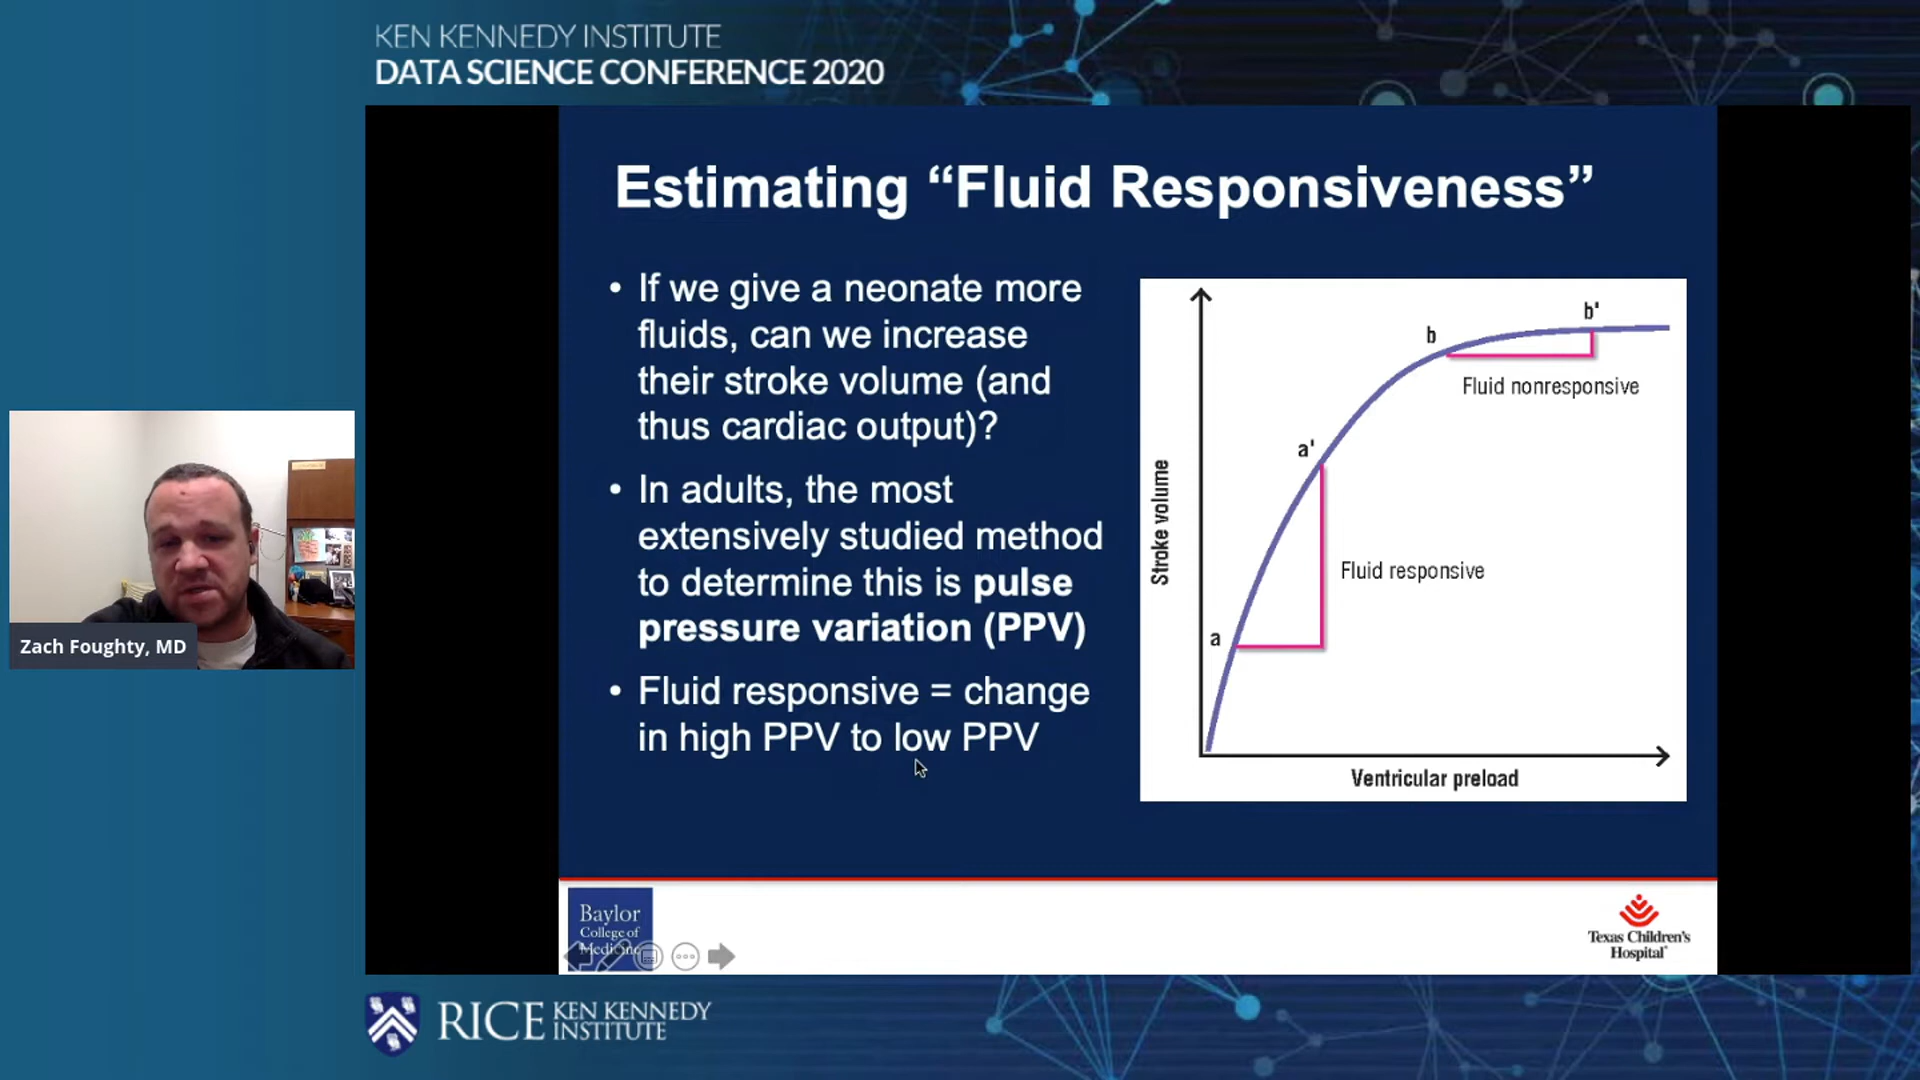 KEN KENNEDY INSTITUTE
DATA SCIENCE CONFERENCE 2020
Estimating “Fluid Responsiveness”
• If we give a neonate more
fluids, can we increase
their stroke volume (and
thus cardiac output)?
• In adults, the most
extensively studied method
to determine this is pulse
pressure variation (PPV)
• Fluid responsive = change
in high PPV to low PPV
b'
b
Fluid nonresponsive
a'
Stroke volume
Fluid responsive
a
Ventricular preload
Zach Foughty, MD
Baylor
College of
Medicine
Texas Children's
Hospital
RICE KEN KENNEDY
INSTITUTE